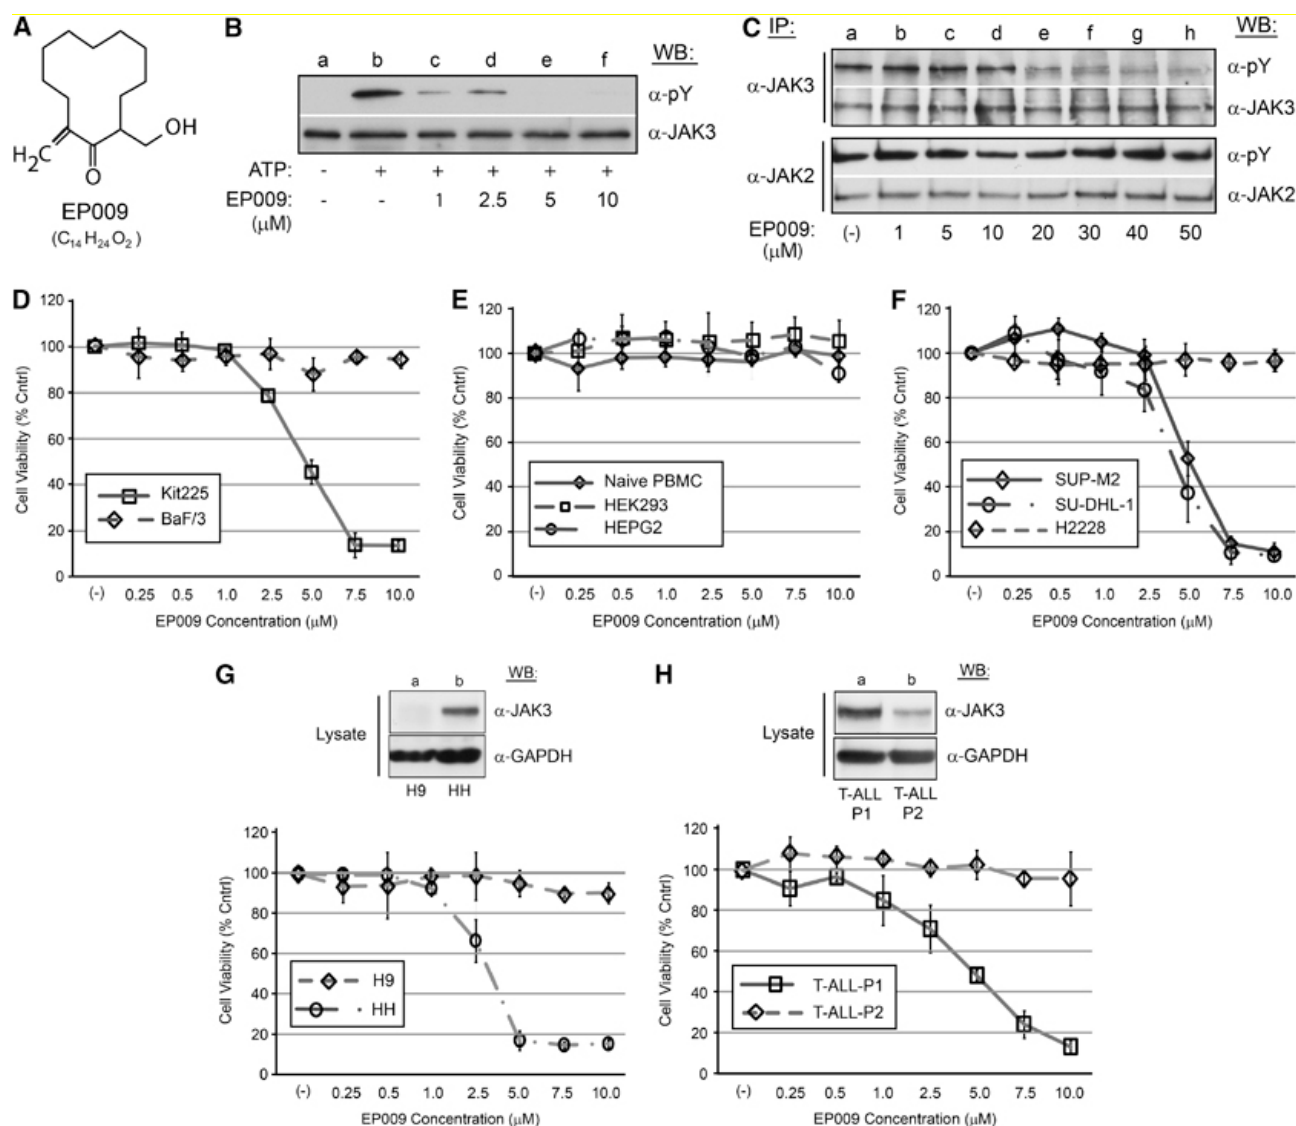 A
OH
H₂C
O
EP009
(C₁₄H₂₄O₂)
B
a b c d e f WB:
α-pY
α-JAK3
ATP: - + + + + +
EP009: - - 1 2.5 5 10
(μM)
C IP: a b c d e f g h WB:
α-JAK3
α-pY
α-JAK3
α-JAK2
α-pY
α-JAK2
EP009: (-) 1 5 10 20 30 40 50
(μM)
D
Cell Viability (% Cntrl)
120
100
80
60
40
20
0
Kit225
BaF/3
(-) 0.25 0.5 1.0 2.5 5.0 7.5 10.0
EP009 Concentration (μM)
E
Cell Viability (% Cntrl)
120
100
80
60
40
20
0
Naive PBMC
HEK293
HEPG2
(-) 0.25 0.5 1.0 2.5 5.0 7.5 10.0
EP009 Concentration (μM)
F
Cell Viability (% Cntrl)
120
100
80
60
40
20
0
SUP-M2
SU-DHL-1
H2228
(-) 0.25 0.5 1.0 2.5 5.0 7.5 10.0
EP009 Concentration (μM)
G
a b WB:
Lysate
α-JAK3
α-GAPDH
H9 HH
Cell Viability (% Cntrl)
120
100
80
60
40
20
0
H9
HH
(-) 0.25 0.5 1.0 2.5 5.0 7.5 10.0
EP009 Concentration (μM)
H
a b WB:
Lysate
α-JAK3
α-GAPDH
T-ALL T-ALL
P1 P2
Cell Viability (% Cntrl)
120
100
80
60
40
20
0
T-ALL-P1
T-ALL-P2
(-) 0.25 0.5 1.0 2.5 5.0 7.5 10.0
EP009 Concentration (μM)